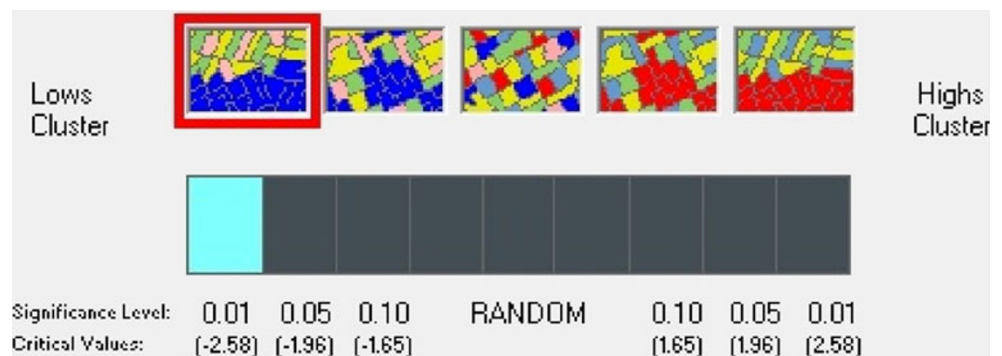 Lows
Cluster
Highs
Cluster
Significance Level: 0.01 0.05 0.10 RANDOM 0.10 0.05 0.01
Critical Values: (-2.58) (-1.96) (-1.65) (1.65) (1.96) (2.58)